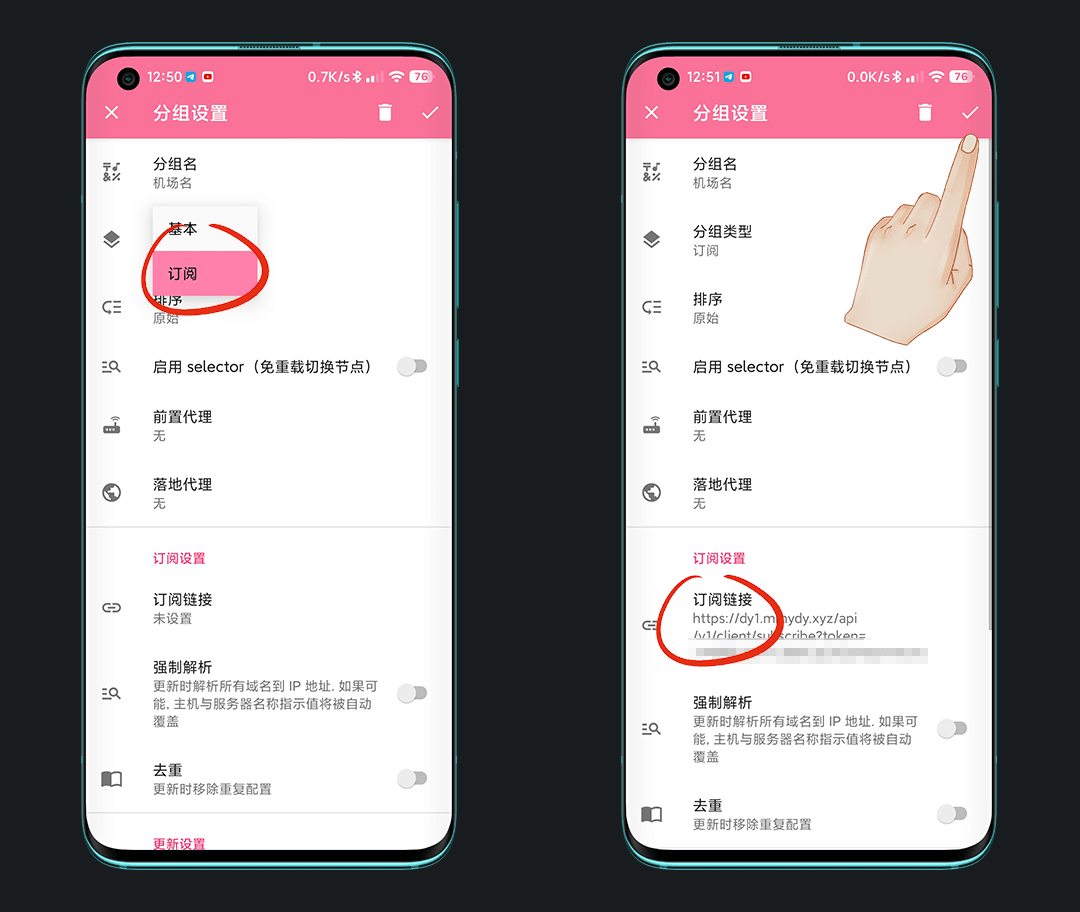 12:50
0.7K/s
76
分组设置
分组名
机场名
基本
订阅
排序
原始
启用 selector（免重载切换节点）
前置代理
无
落地代理
无
订阅设置
订阅链接
未设置
强制解析
更新时解析所有域名到 IP 地址. 如果可
能, 主机与服务器名称指示值将被自动
覆盖
去重
更新时移除重复配置
更新设置
12:51
0.0K/s
76
分组设置
分组名
机场名
分组类型
订阅
排序
原始
启用 selector（免重载切换节点）
前置代理
无
落地代理
无
订阅设置
订阅链接
/v1/client/subscribe?token=
强制解析
更新时解析所有域名到 IP 地址. 如果可
能, 主机与服务器名称指示值将被自动
覆盖
去重
更新时移除重复配置